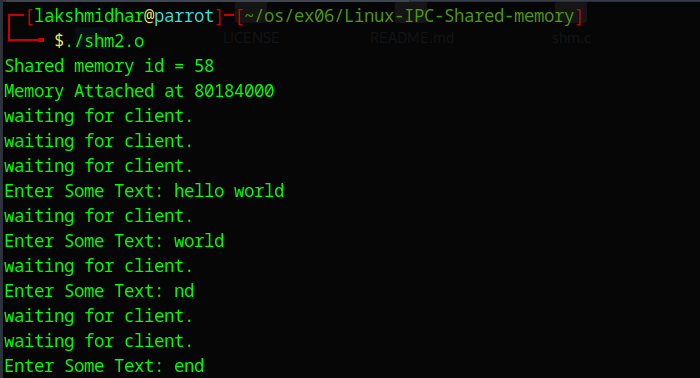 [lakshmidhar@parrot]-[~/os/ex06/Linux-IPC-Shared-memory]
$./shm2.o
LICENSE README.md shm.c
Shared memory id = 58
Memory Attached at 80184000
waiting for client.
waiting for client.
waiting for client.
Enter Some Text: hello world
waiting for client.
Enter Some Text: world
waiting for client.
Enter Some Text: nd
waiting for client.
waiting for client.
Enter Some Text: end